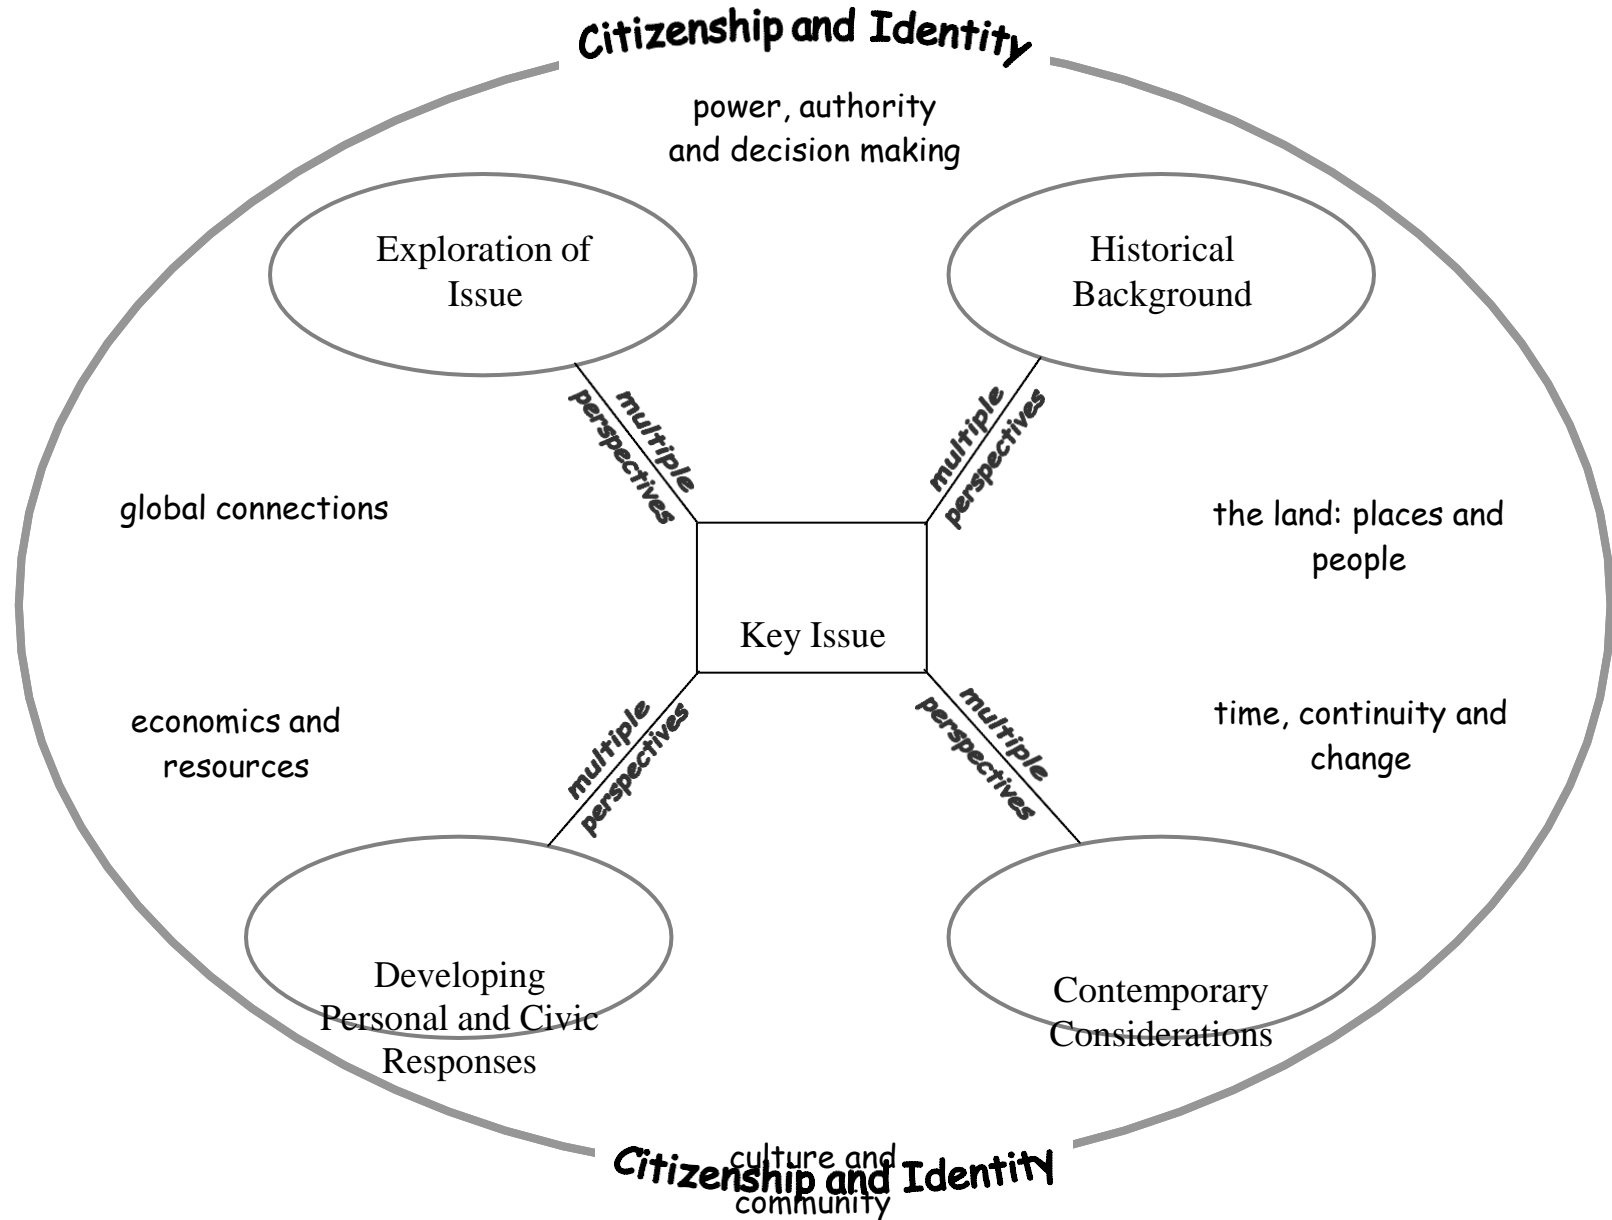 Citizenship and Identity
power, authority
and decision making
Exploration of
Issue
Historical
Background
multiple
perspectives
multiple
perspectives
global connections
the land: places and
people
Key Issue
economics and
resources
time, continuity and
change
multiple
perspectives
multiple
perspectives
Developing
Personal and Civic
Responses
Contemporary
Considerations
culture and
community
Citizenship and Identity